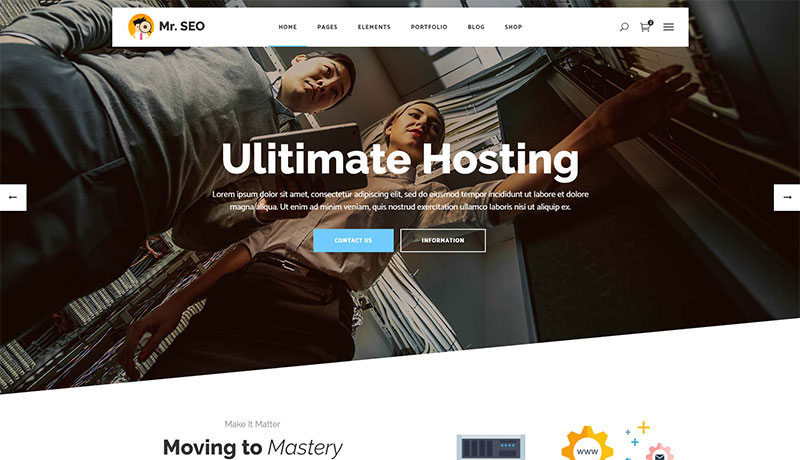 Mr. SEO
HOME PAGES ELEMENTS PORTFOLIO BLOG SHOP
0
Ulitimate Hosting
Lorem ipsum dolor sit amet, consectetur adipiscing elit, sed do eiusmod tempor incididunt ut labore et dolore
magna aliqua. Ut enim ad minim veniam, quis nostrud exercitation ullamco laboris nisi ut aliquip ex.
CONTACT US INFORMATION
Make It Matter
Moving to Mastery
WWW